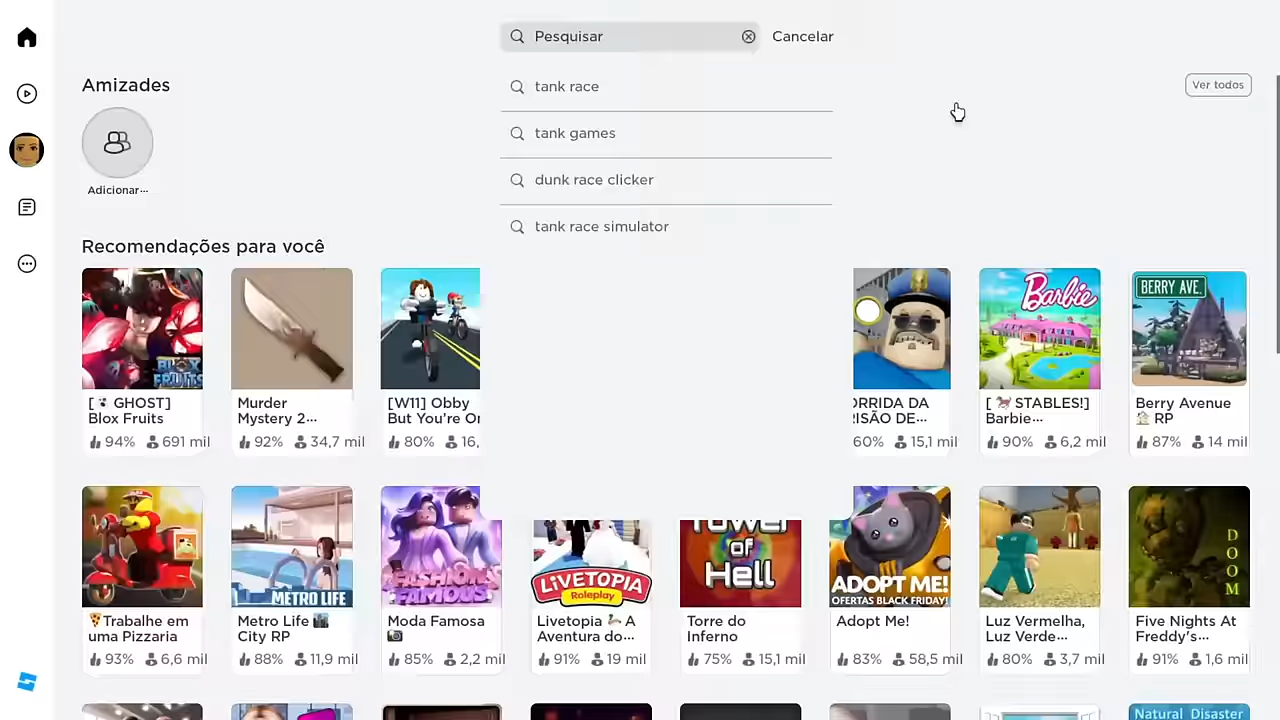 Pesquisar
Cancelar
tank race
tank games
dunk race clicker
tank race simulator
Amizades
Ver todos
Adicionar...
Recomendações para você
BLOX FRUITS
Barbie
BERRY AVE.
[ GHOST]
Blox Fruits
94% 691 mil
Murder
Mystery 2...
92% 34,7 mil
[W11] Obby
But You're Or
80% 16,
ORRIDA DA
RISÃO DE...
60% 15,1 mil
[🐎 STABLES!]
Barbie...
90% 6,2 mil
Berry Avenue
🏠 RP
87% 14 mil
METRO LIFE
FASHION
FAMOUS
LIVETOPIA
Roleplay
TOWER
of
HeLL
ADOPT ME!
OFERTAS BLACK FRIDAY!
DOOM
🍕Trabalhe em
uma Pizzaria
93% 6,6 mil
Metro Life 🏙️
City RP
88% 11,9 mil
Moda Famosa
📸
85% 2,2 mil
Livetopia 🦘 A
Aventura do...
91% 19 mil
Torre do
Inferno
75% 15,1 mil
Adopt Me!
83% 58,5 mil
Luz Vermelha,
Luz Verde...
80% 3,7 mil
Five Nights At
Freddy's...
91% 1,6 mil
Natural Disaster